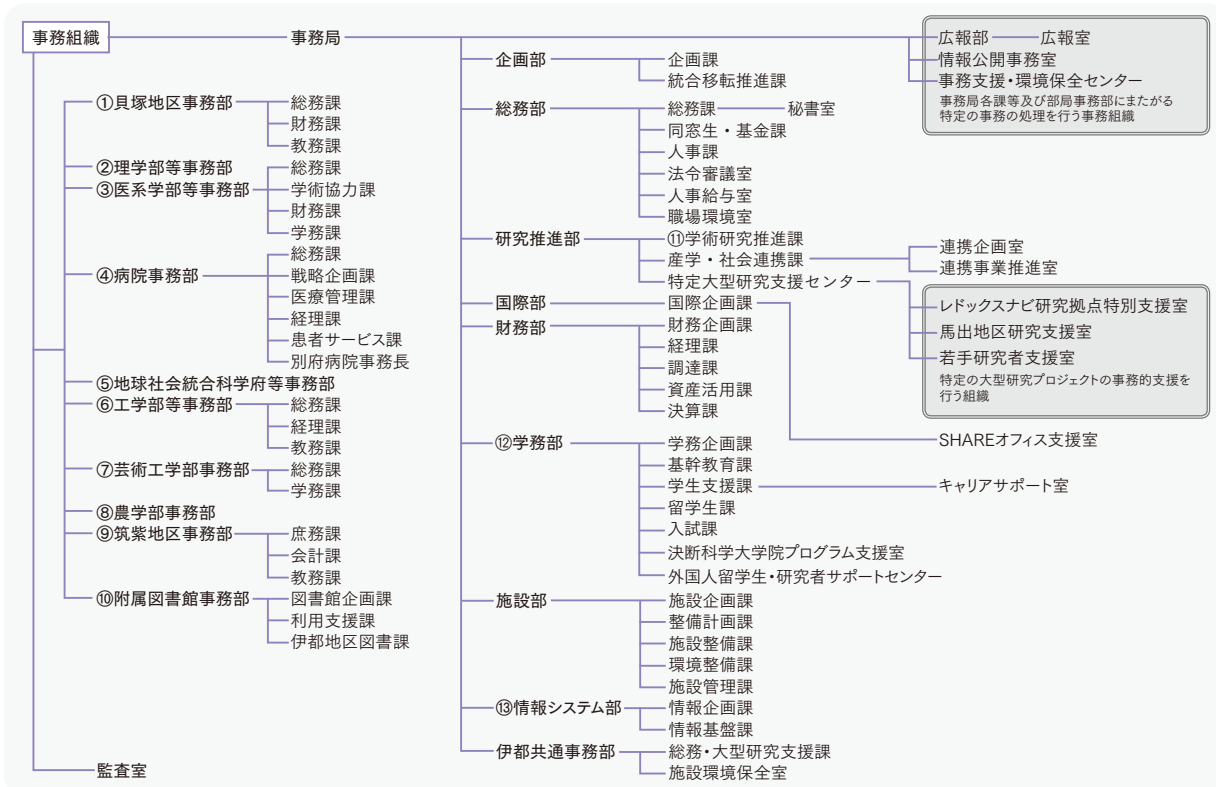 事務組織
事務局
①貝塚地区事務部
総務課
財務課
教務課
②理学部等事務部
③医系学部等事務部
総務課
学術協力課
財務課
学務課
④病院事務部
総務課
戦略企画課
医療管理課
経理課
患者サービス課
別府病院事務長
⑤地球社会統合科学府等事務部
⑥工学部等事務部
総務課
経理課
教務課
⑦芸術工学部事務部
総務課
学務課
⑧農学部事務部
⑨筑紫地区事務部
庶務課
会計課
教務課
⑩附属図書館事務部
図書館企画課
利用支援課
伊都地区図書課
監査室
企画部
企画課
統合移転推進課
総務部
総務課
秘書室
同窓生・基金課
人事課
法令審議室
人事給与室
職場環境室
研究推進部
⑪学術研究推進課
産学・社会連携課
連携企画室
連携事業推進室
特定大型研究支援センター
レドックスナビ研究拠点特別支援室
馬出地区研究支援室
若手研究者支援室
特定の大型研究プロジェクトの事務的支援を
行う組織
国際部
国際企画課
SHAREオフィス支援室
財務部
財務企画課
経理課
調達課
資産活用課
決算課
⑫学務部
学務企画課
基幹教育課
学生支援課
キャリアサポート室
留学生課
入試課
決断科学大学院プログラム支援室
外国人留学生・研究者サポートセンター
施設部
施設企画課
整備計画課
施設整備課
環境整備課
施設管理課
⑬情報システム部
情報企画課
情報基盤課
伊都共通事務部
総務・大型研究支援課
施設環境保全室
広報部
広報室
情報公開事務室
事務支援・環境保全センター
事務局各課等及び部局事務部にまたがる
特定の事務の処理を行う事務組織